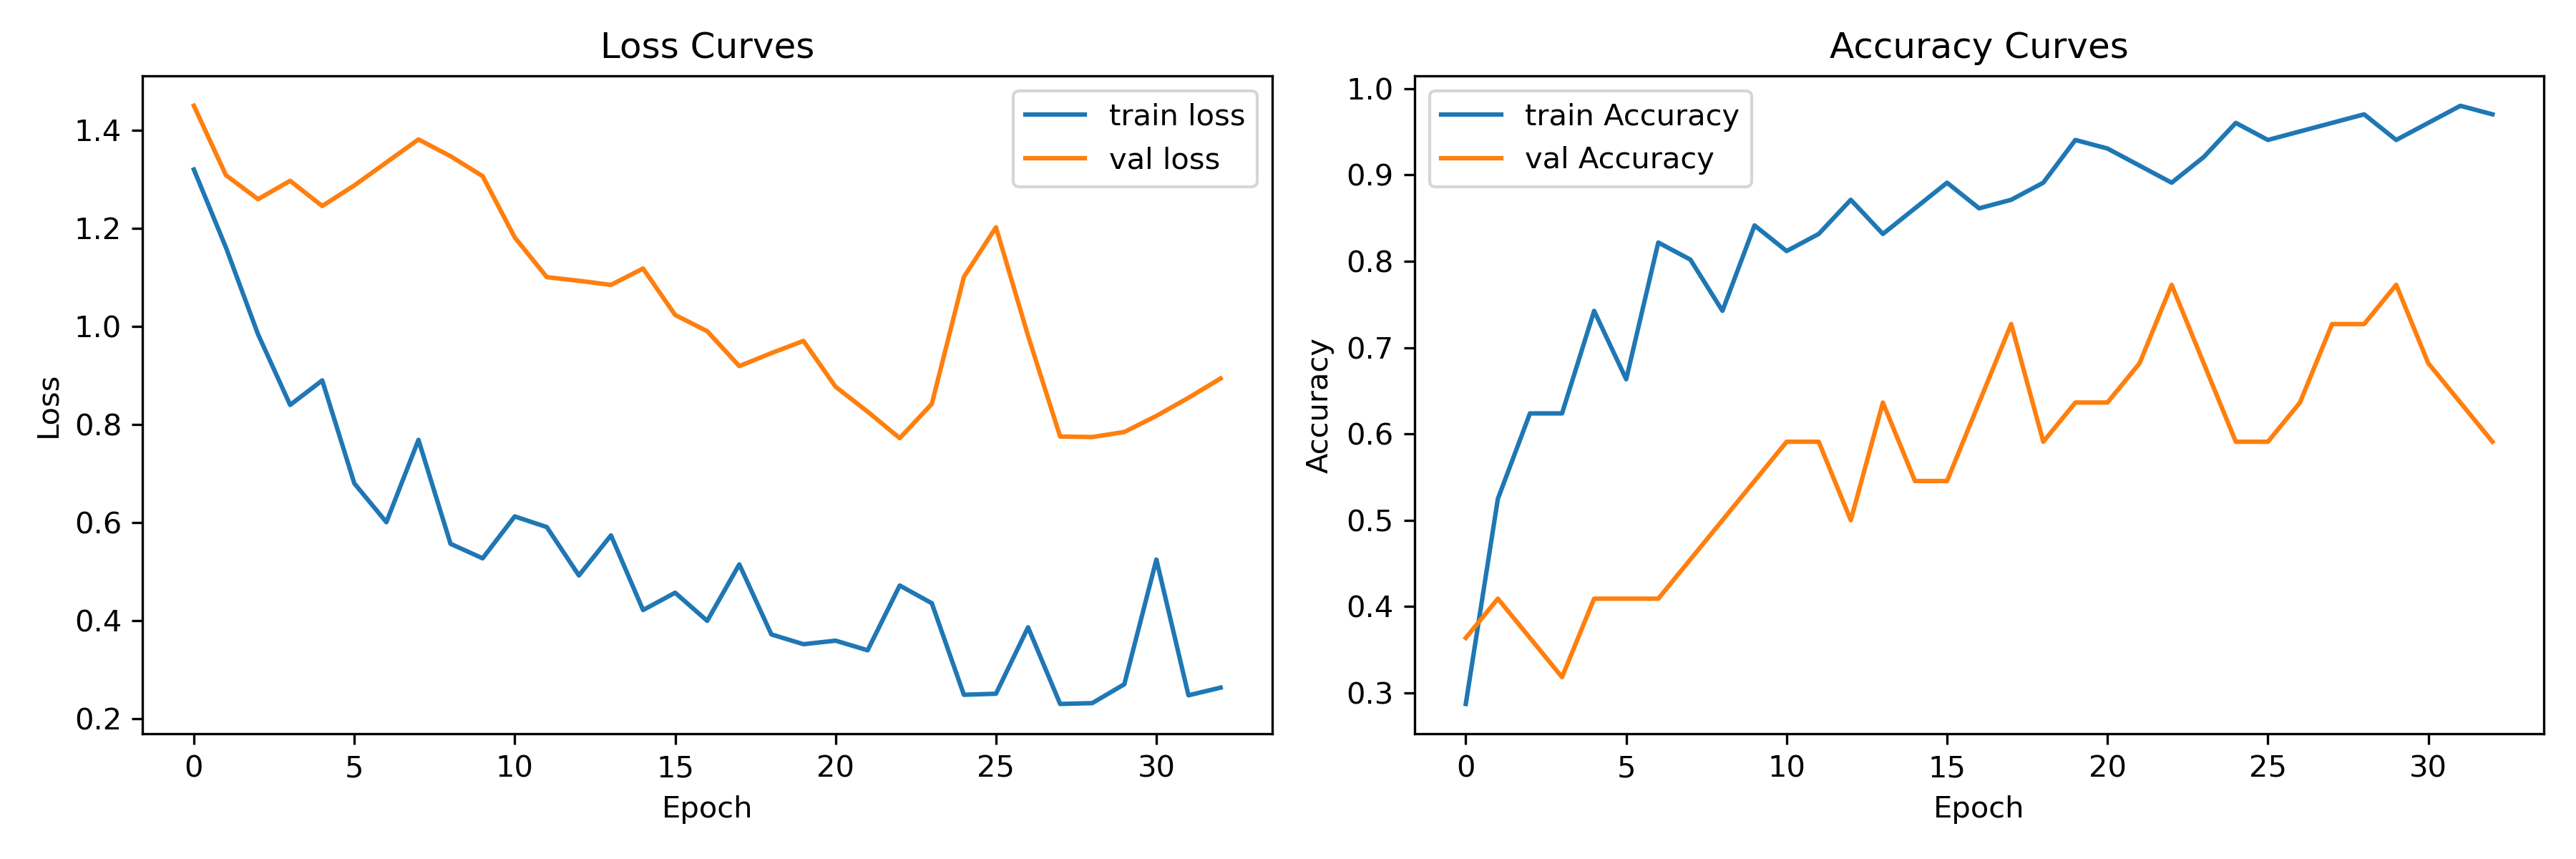 Loss Curves
train loss
val loss
1.4
1.2
1.0
0.8
0.6
0.4
0.2
Loss
0 5 10 15 20 25 30
Epoch
Accuracy Curves
train Accuracy
val Accuracy
1.0
0.9
0.8
0.7
0.6
0.5
0.4
0.3
Accuracy
0 5 10 15 20 25 30
Epoch